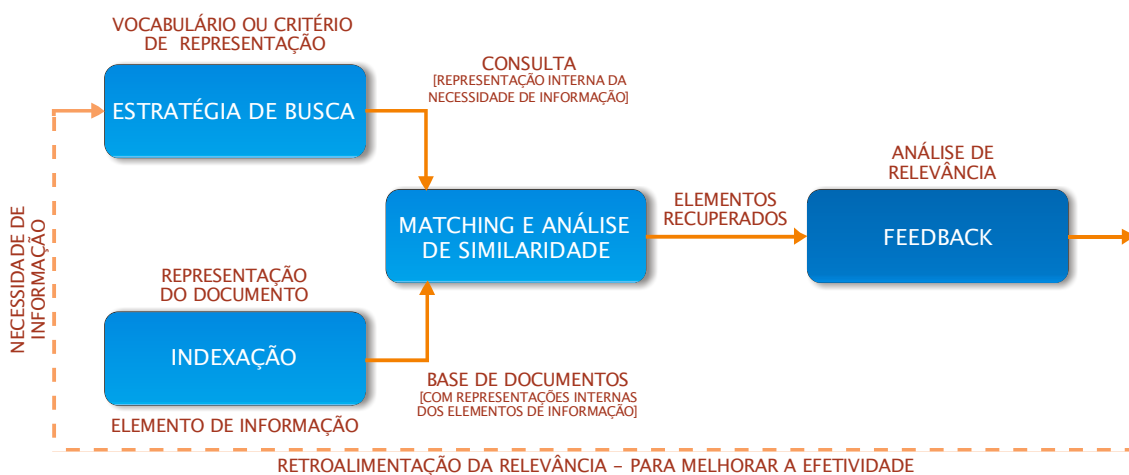 VOCABULÁRIO OU CRITÉRIO
DE REPRESENTAÇÃO
ESTRATÉGIA DE BUSCA
CONSULTA
[REPRESENTAÇÃO INTERNA DA
NECESSIDADE DE INFORMAÇÃO]
NECESSIDADE DE
INFORMAÇÃO
MATCHING E ANÁLISE
DE SIMILARIDADE
ELEMENTOS
RECUPERADOS
ANÁLISE DE
RELEVÂNCIA
FEEDBACK
REPRESENTAÇÃO
DO DOCUMENTO
INDEXAÇÃO
ELEMENTO DE INFORMAÇÃO
BASE DE DOCUMENTOS
[COM REPRESENTAÇÕES INTERNAS
DOS ELEMENTOS DE INFORMAÇÃO]
RETROALIMENTAÇÃO DA RELEVÂNCIA – PARA MELHORAR A EFETIVIDADE